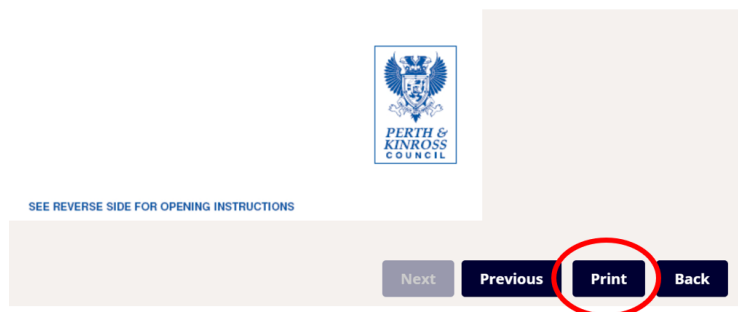 PERTH &
KINROSS
COUNCIL
SEE REVERSE SIDE FOR OPENING INSTRUCTIONS
Next Previous Print Back